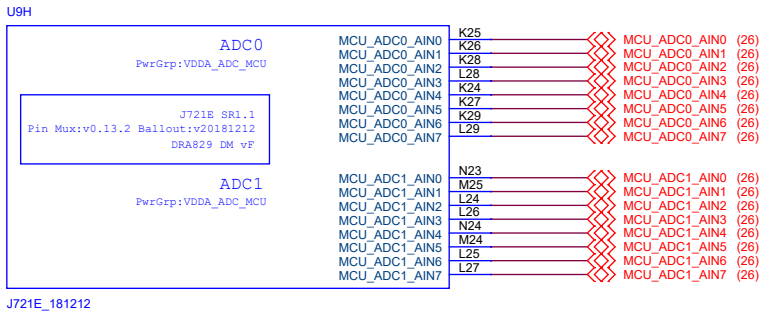 U9H
ADC0
PwrGrp:VDDA_ADC_MCU
J721E SR1.1
Pin Mux:v0.13.2 Ballout:v20181212
DRA829 DM vF
ADC1
PwrGrp:VDDA_ADC_MCU
MCU_ADC0_AIN0 K25 MCU_ADC0_AIN0 (26)
MCU_ADC0_AIN1 K26 MCU_ADC0_AIN1 (26)
MCU_ADC0_AIN2 K28 MCU_ADC0_AIN2 (26)
MCU_ADC0_AIN3 L28 MCU_ADC0_AIN3 (26)
MCU_ADC0_AIN4 K24 MCU_ADC0_AIN4 (26)
MCU_ADC0_AIN5 K27 MCU_ADC0_AIN5 (26)
MCU_ADC0_AIN6 K29 MCU_ADC0_AIN6 (26)
MCU_ADC0_AIN7 L29 MCU_ADC0_AIN7 (26)
MCU_ADC1_AIN0 N23 MCU_ADC1_AIN0 (26)
MCU_ADC1_AIN1 M25 MCU_ADC1_AIN1 (26)
MCU_ADC1_AIN2 L24 MCU_ADC1_AIN2 (26)
MCU_ADC1_AIN3 L26 MCU_ADC1_AIN3 (26)
MCU_ADC1_AIN4 N24 MCU_ADC1_AIN4 (26)
MCU_ADC1_AIN5 M24 MCU_ADC1_AIN5 (26)
MCU_ADC1_AIN6 L25 MCU_ADC1_AIN6 (26)
MCU_ADC1_AIN7 L27 MCU_ADC1_AIN7 (26)
J721E_181212